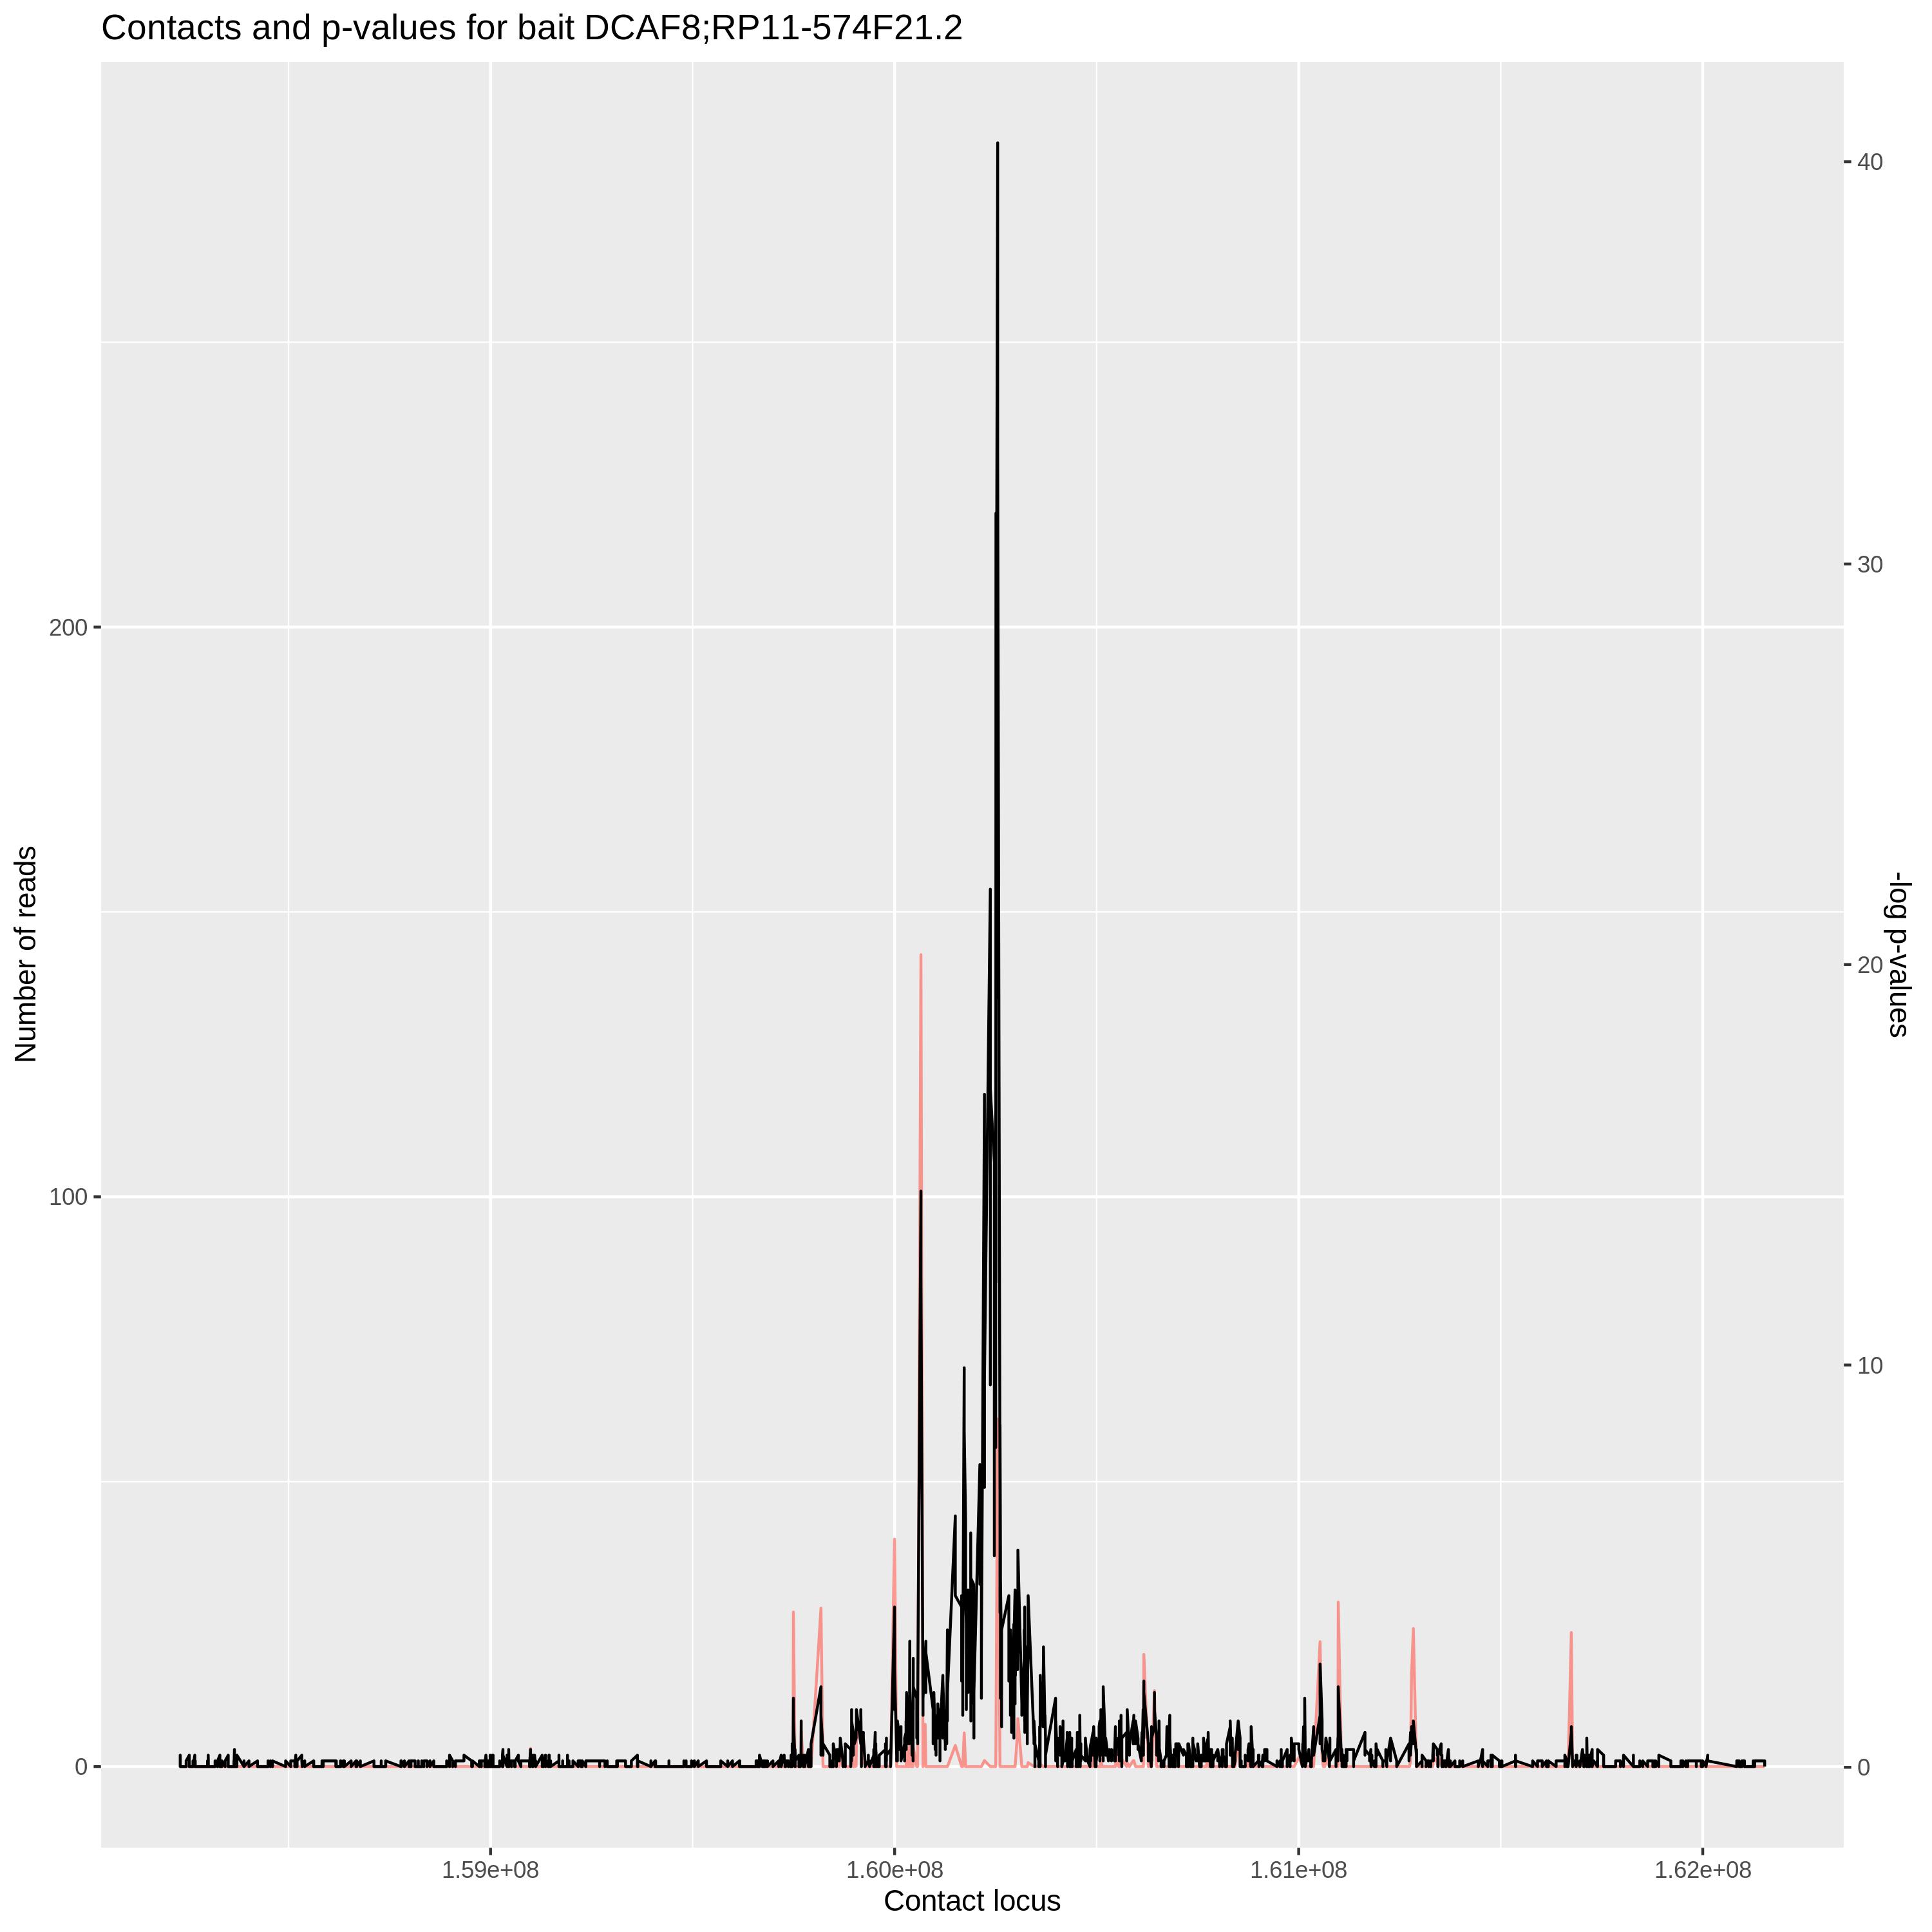 Contacts and p-values for bait DCAF8;RP11-574F21.2
Number of reads
200
100
0
40
30
20
10
0
-log p-values
1.59e+08
1.60e+08
1.61e+08
1.62e+08
Contact locus